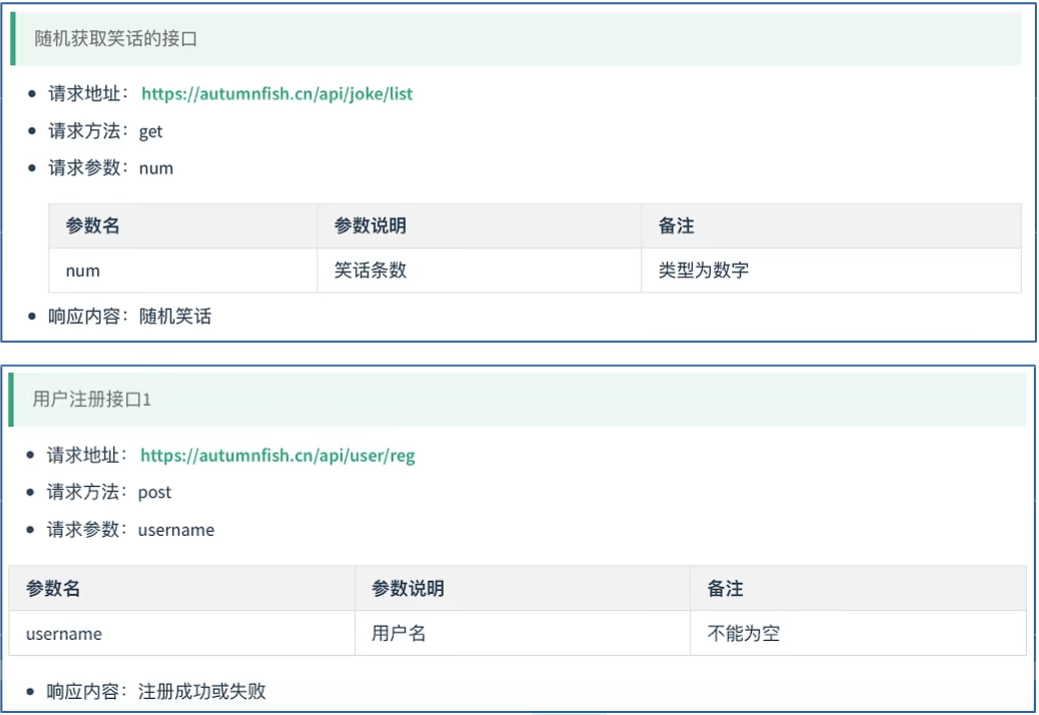 随机获取笑话的接口
请求地址：https://autumnfish.cn/api/joke/list
请求方法：get
请求参数：num
参数名 参数说明 备注
num 笑话条数 类型为数字
响应内容：随机笑话
用户注册接口1
请求地址：https://autumnfish.cn/api/user/reg
请求方法：post
请求参数：username
参数名 参数说明 备注
username 用户名 不能为空
响应内容：注册成功或失败